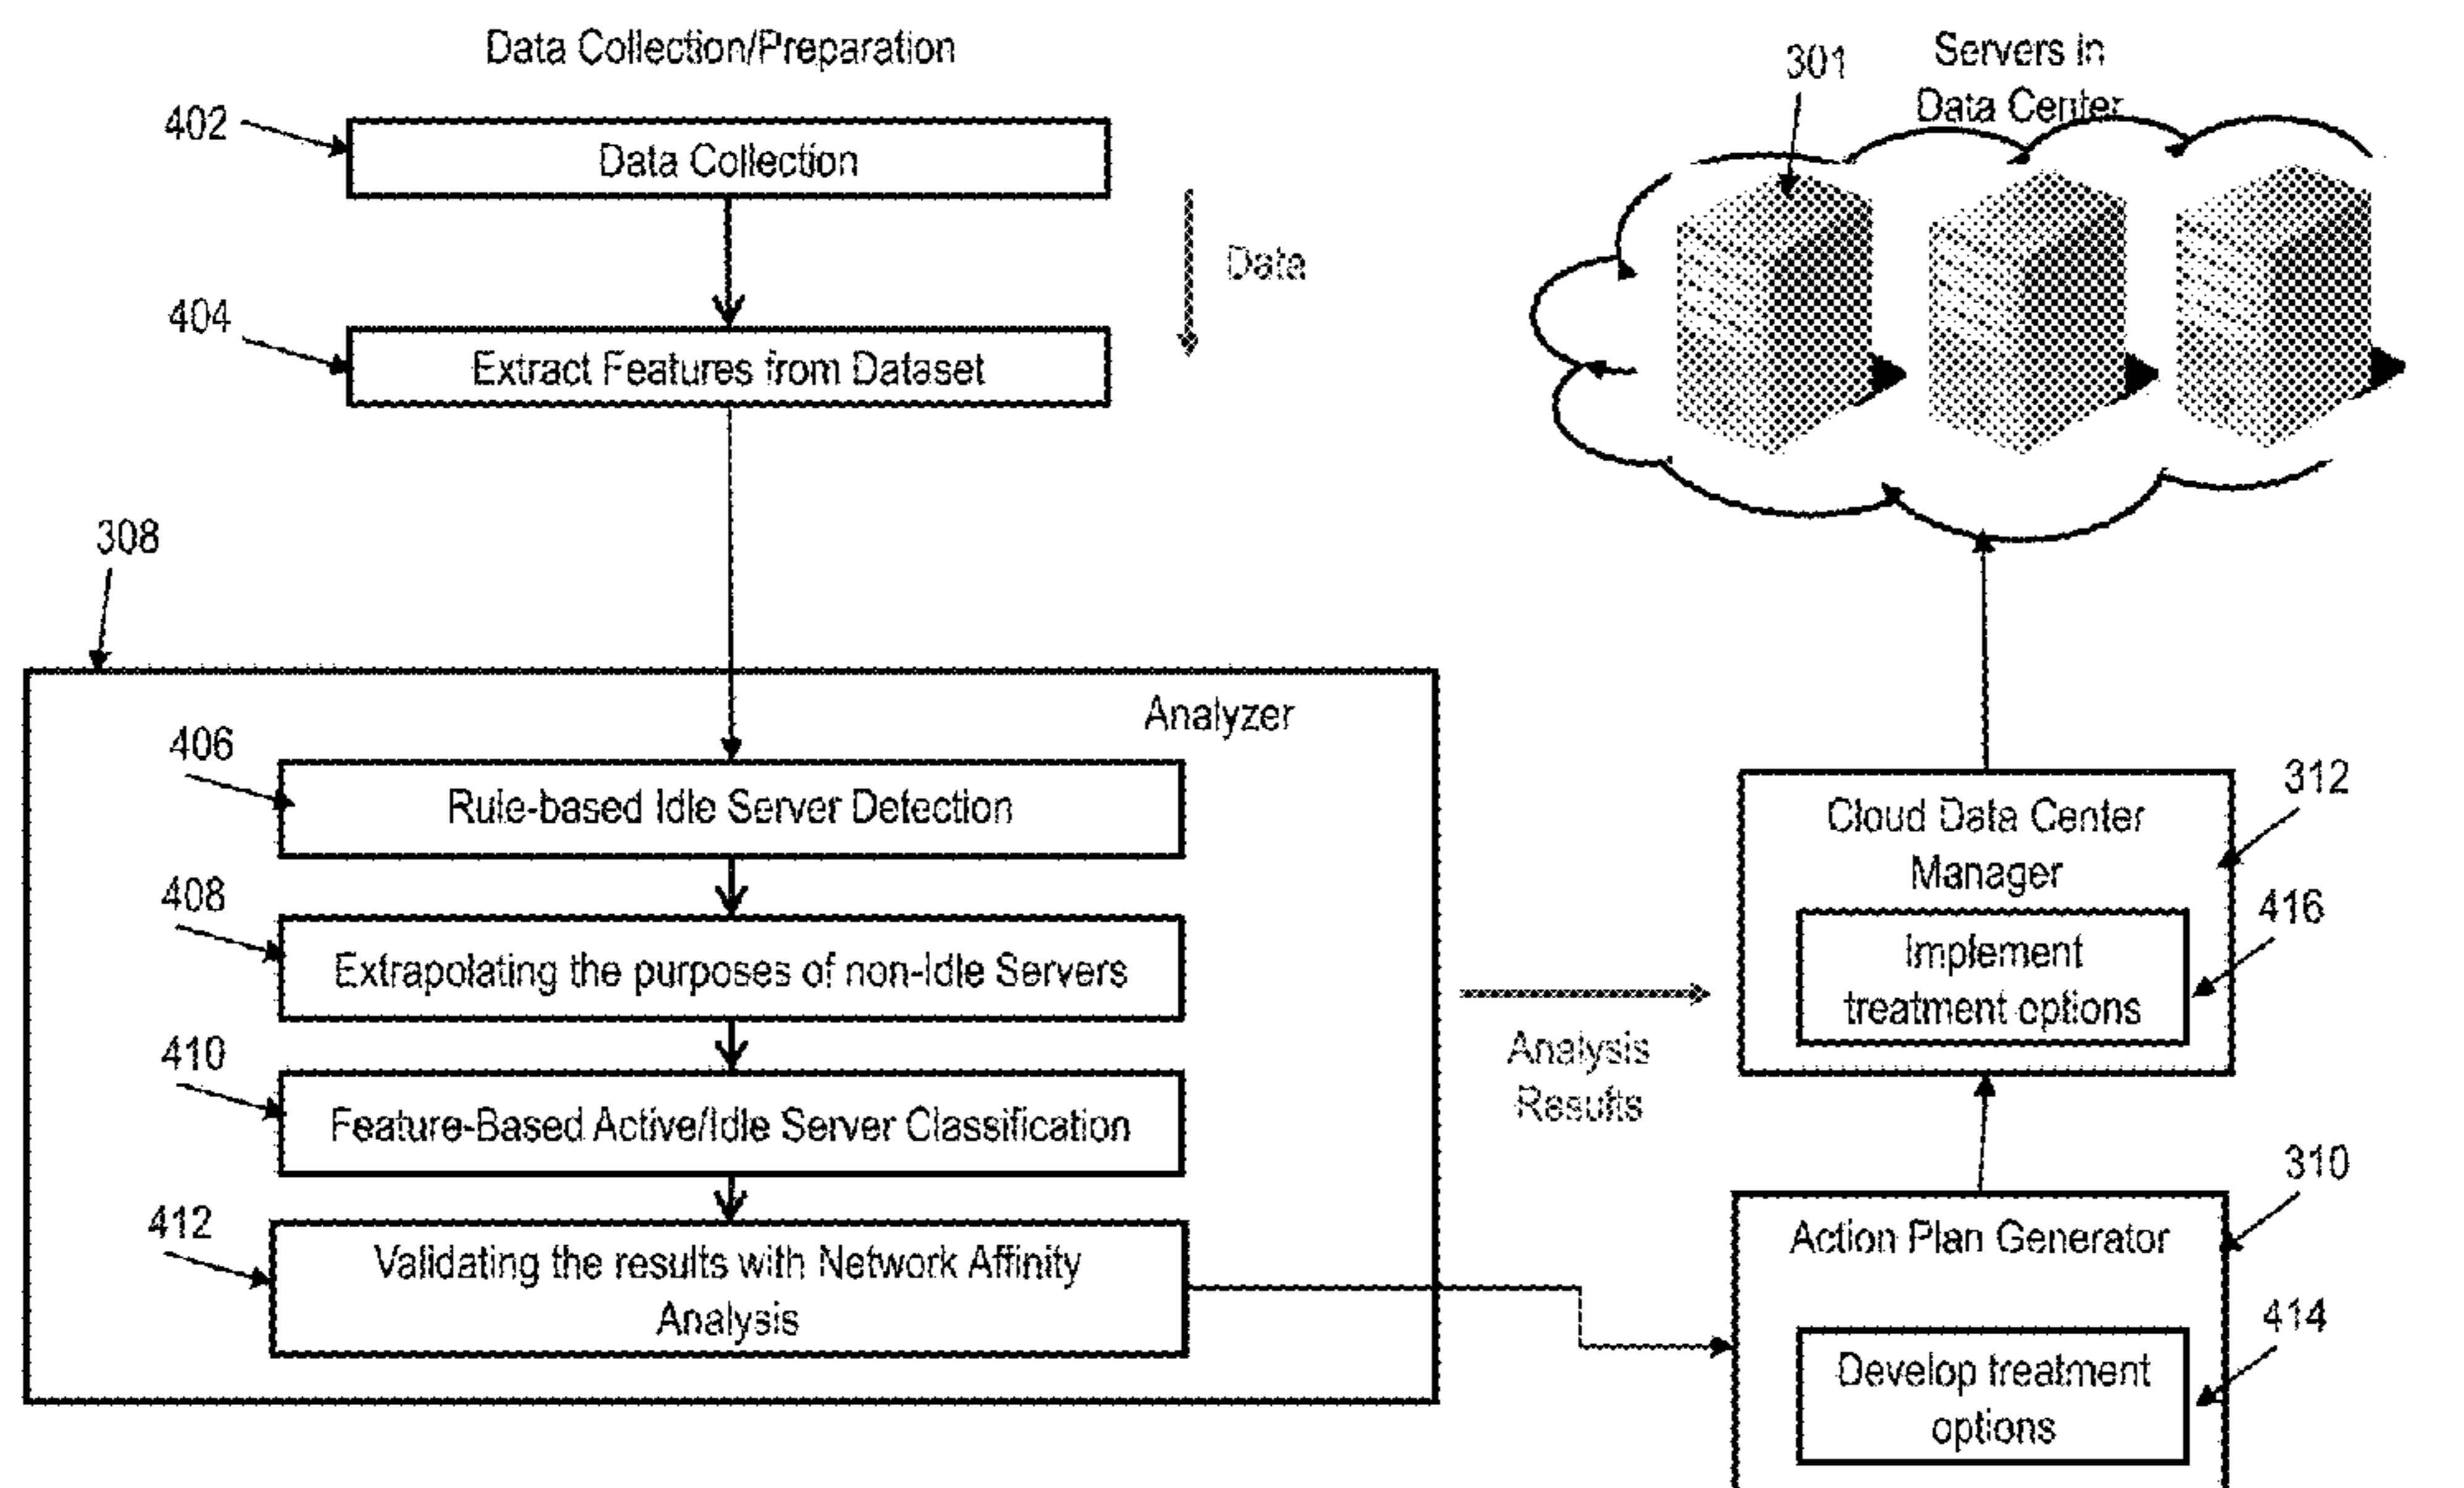 Data Collection/Preparation
402
Data Collection
Data
404
Extract Features from Dataset
301
Servers in
Data Center
308
Analyzer
406
Rule-based Idle Server Detection
408
Extrapolating the purposes of non-Idle Servers
410
Feature-Based Active/Idle Server Classification
412
Validating the results with Network Affinity
Analysis
Analysis
Results
312
Cloud Data Center
Manager
416
Implement
treatment options
310
Action Plan Generator
414
Develop treatment
options